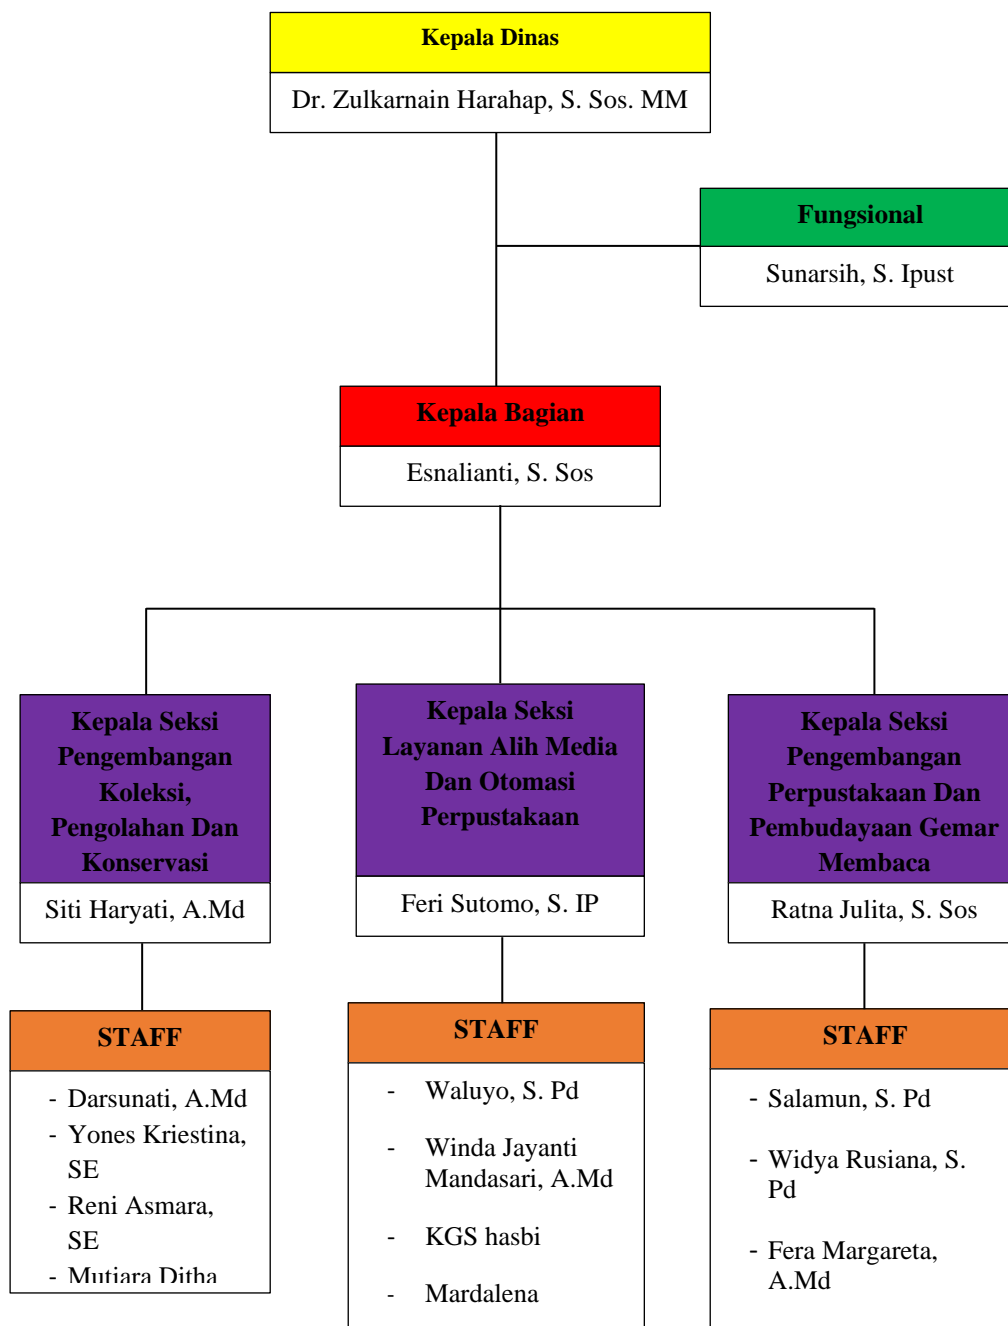 Kepala Dinas
Dr. Zulkarnain Harahap, S. Sos. MM
Fungsional
Sunarsih, S. Ipust
Kepala Bagian
Esnalianti, S. Sos
Kepala Seksi
Pengembangan
Koleksi,
Pengolahan Dan
Konservasi
Siti Haryati, A.Md
Kepala Seksi
Layanan Alih Media
Dan Otomasi
Perpustakaan
Feri Sutomo, S. IP
Kepala Seksi
Pengembangan
Perpustakaan Dan
Pembudayaan Gemar
Membaca
Ratna Julita, S. Sos
STAFF
- Darsunati, A.Md
- Yones Kriestina,
SE
- Reni Asmara,
SE
- Mutiara Ditha
STAFF
- Waluyo, S. Pd
- Winda Jayanti
Mandasari, A.Md
- KGS hasbi
- Mardalena
STAFF
- Salamun, S. Pd
- Widya Rusiana, S.
Pd
- Fera Margareta,
A.Md